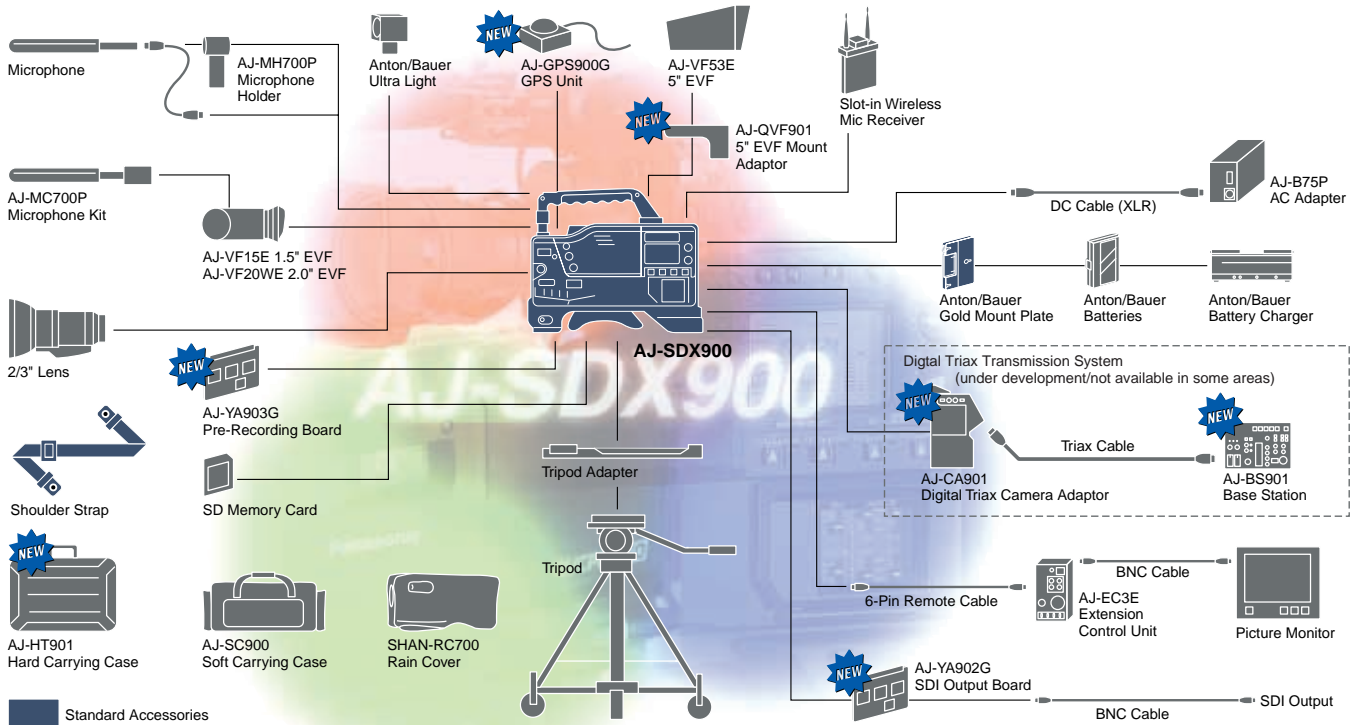 Microphone
AJ-MH700P
Microphone
Holder
Anton/Bauer
Ultra Light
NEW
AJ-GPS900G
GPS Unit
AJ-VF53E
5" EVF
NEW
AJ-QVF901
5" EVF Mount
Adaptor
Slot-in Wireless
Mic Receiver
AJ-MC700P
Microphone Kit
AJ-VF15E 1.5" EVF
AJ-VF20WE 2.0" EVF
DC Cable (XLR)
AJ-B75P
AC Adapter
Anton/Bauer
Gold Mount Plate
Anton/Bauer
Batteries
Anton/Bauer
Battery Charger
2/3" Lens
AJ-SDX900
NEW
AJ-YA903G
Pre-Recording Board
AJ-SDX900
Digtal Triax Transmission System
(under development/not available in some areas)
NEW
AJ-CA901
Digital Triax Camera Adaptor
Triax Cable
NEW
AJ-BS901
Base Station
Shoulder Strap
SD Memory Card
Tripod Adapter
Tripod
Panasonic
NEW
AJ-HT901
Hard Carrying Case
AJ-SC900
Soft Carrying Case
SHAN-RC700
Rain Cover
6-Pin Remote Cable
AJ-EC3E
Extension
Control Unit
BNC Cable
Picture Monitor
NEW
AJ-YA902G
SDI Output Board
BNC Cable
SDI Output
Standard Accessories